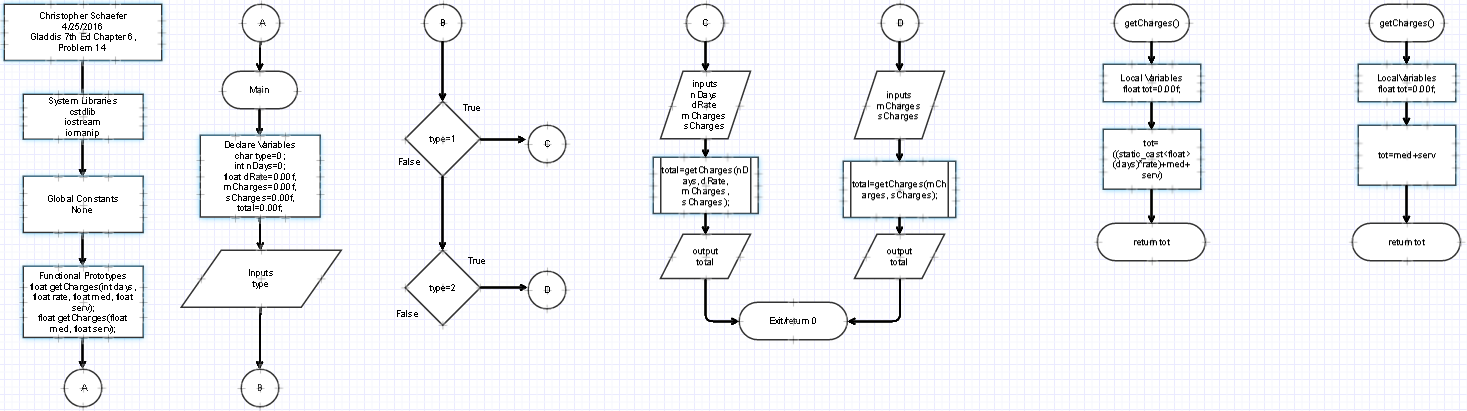 Christopher Schaefer
4/25/2016
Gladdis 7th Ed Chapter 6,
Problem 14
System Libraries
cstdlib
iostream
iomanip
Global Constants
None
Functional Prototypes
float getCharges(int days,
float rate, float med, float
serv);
float getCharges(float
med, float serv);
A
A
Main
Declare Variables
char type=0;
int nDays=0;
float dRate=0.00f,
mCharges=0.00f,
sCharges=0.00f,
total=0.00f;
Inputs
type
B
B
True
type=1
False
C
True
type=2
False
D
C
inputs
nDays
dRate
mCharges
sCharges
total=getCharges(nD
ays, dRate,
mCharges,
sCharges);
output
total
D
inputs
mCharges
sCharges
total=getCharges(mCh
arges, sCharges);
output
total
Exit/return 0
getCharges()
Local Variables
float tot=0.00f;
tot=
((static_cast<float>
(days)*rate)+med+
serv)
return tot
getCharges()
Local Variables
float tot=0.00f;
tot=med+serv
return tot